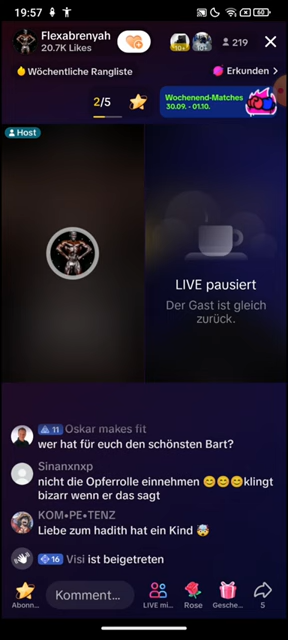 19:57
60
Flexabrenyah
20.7K Likes
10+
10+
219
Wöchentliche Rangliste
Erkunden >
2/5
Wochenend-Matches
30.09. - 01.10.
Host
LIVE pausiert
Der Gast ist gleich
zurück.
11 Oskar makes fit
wer hat für euch den schönsten Bart?
Sinanxnxp
nicht die Opferrolle einnehmen 😊😊😊klingt
bizarr wenn er das sagt
KOM•PE•TENZ
Liebe zum hadith hat ein Kind 🤯
16 Visi ist beigetreten
Komment...
Abonn...
LIVE mi...
Rose
Gesche...
5